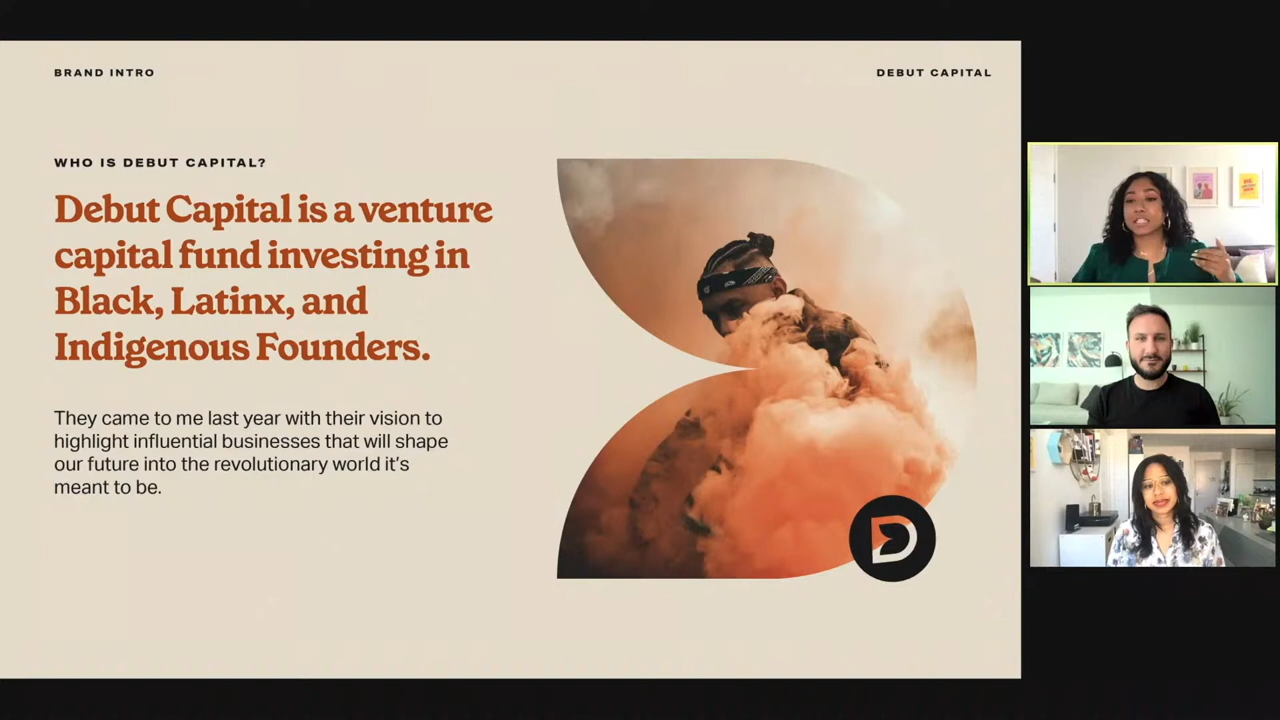 BRAND INTRO
DEBUT CAPITAL
WHO IS DEBUT CAPITAL?
Debut Capital is a venture
capital fund investing in
Black, Latinx, and
Indigenous Founders.
They came to me last year with their vision to
highlight influential businesses that will shape
our future into the revolutionary world it's
meant to be.
D